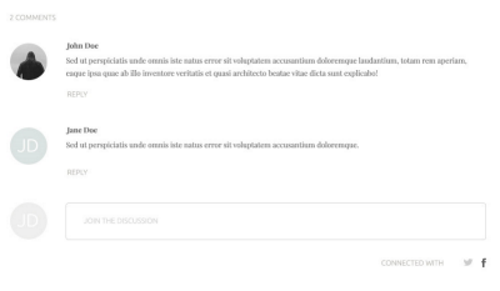 2 COMMENTS
John Doe
Sed ut perspiciatis unde omnis iste natus error sit voluptatem accusantium doloremque laudantium, totam rem aperiam,
eaque ipsa quae ab illo inventore veritatis et quasi architecto beatae vitae dicta sunt explicabo!
REPLY
JD
Jane Doe
Sed ut perspiciatis unde omnis iste natus error sit voluptatem accusantium doloremque.
REPLY
JD
JOIN THE DISCUSSION
CONNECTED WITH